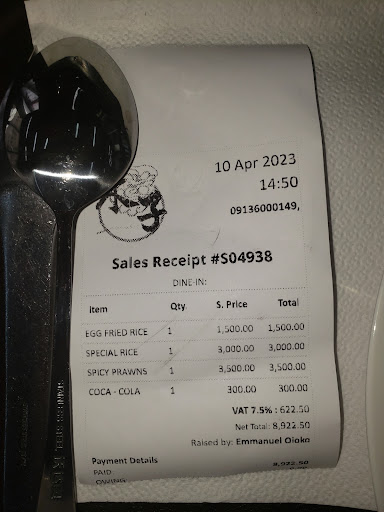 10 Apr 2023
14:50
09136000149,
Sales Receipt #S04938
DINE-IN:
Item Qty S. Price Total
EGG FRIED RICE 1 1,500.00 1,500.00
SPECIAL RICE 1 3,000.00 3,000.00
SPICY PRAWNS 1 3,500.00 3,500.00
COCA - COLA 1 300.00 300.00
VAT 7.5% : 622.50
Net Total: 8,922.50
Raised by: Emmanuel Ojoko
Payment Details
PAID 8,922.50
OWING